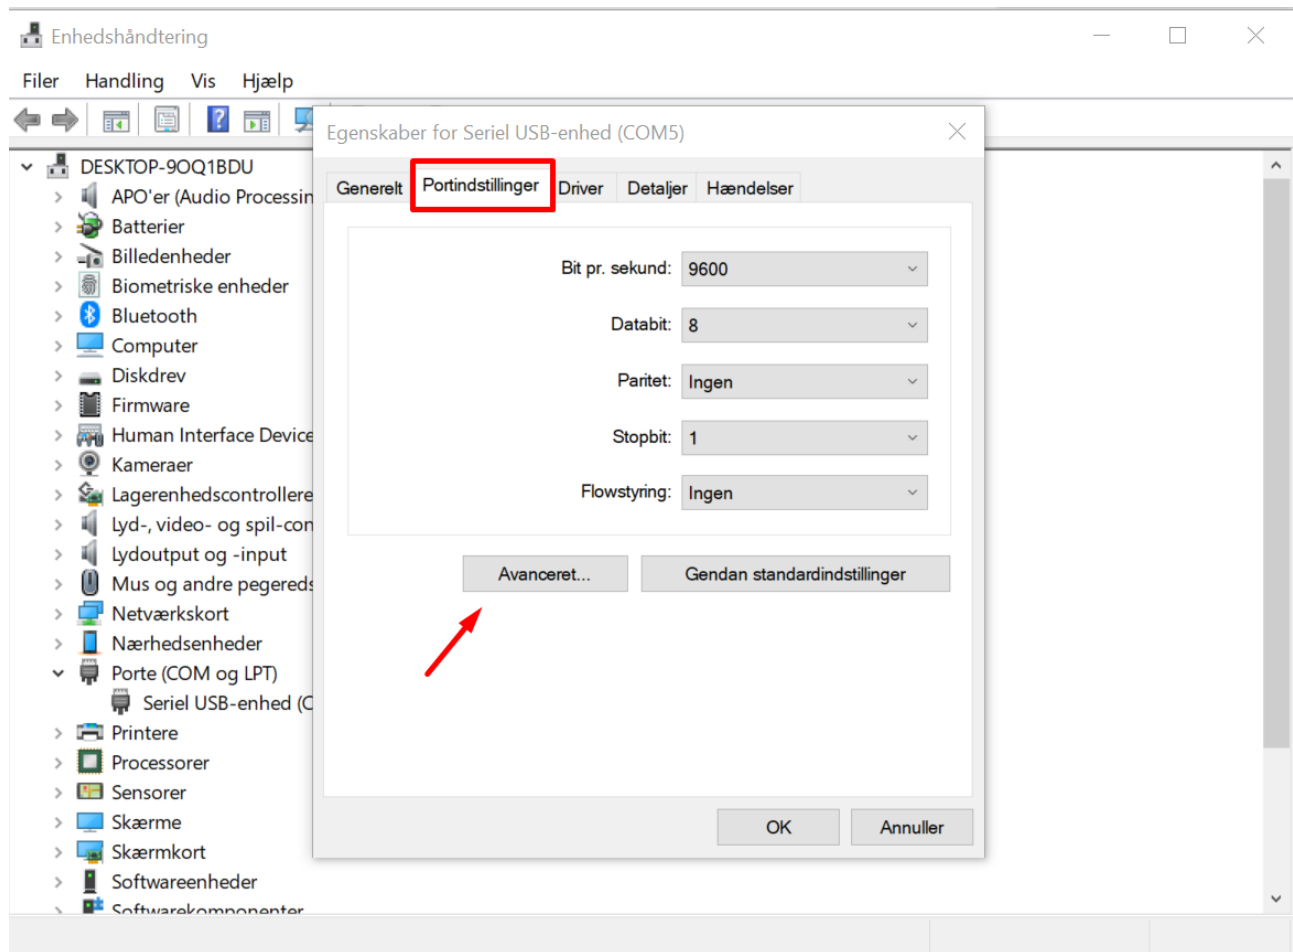 Enhedshåndtering
Filer Handling Vis Hjælp
DESKTOP-9OQ1BDU
APO'er (Audio Processin
Batterier
Billedenheder
Biometriske enheder
Bluetooth
Computer
Diskdrev
Firmware
Human Interface Device
Kameraer
Lagerenhedscontrollere
Lyd-, video- og spil-con
Lydoutput og -input
Mus og andre pegereds
Netværkskort
Nærhedsenheder
Porte (COM og LPT)
Seriel USB-enhed (C
Printere
Processorer
Sensorer
Skærme
Skærmkort
Softwareenheder
Softwarekomponenter
Egenskaber for Seriel USB-enhed (COM5)
Generelt Portindstillinger Driver Detaljer Hændelser
Bit pr. sekund: 9600
Databit: 8
Paritet: Ingen
Stopbit: 1
Flowstyring: Ingen
Avanceret... Gendan standardindstillinger
OK Annuller